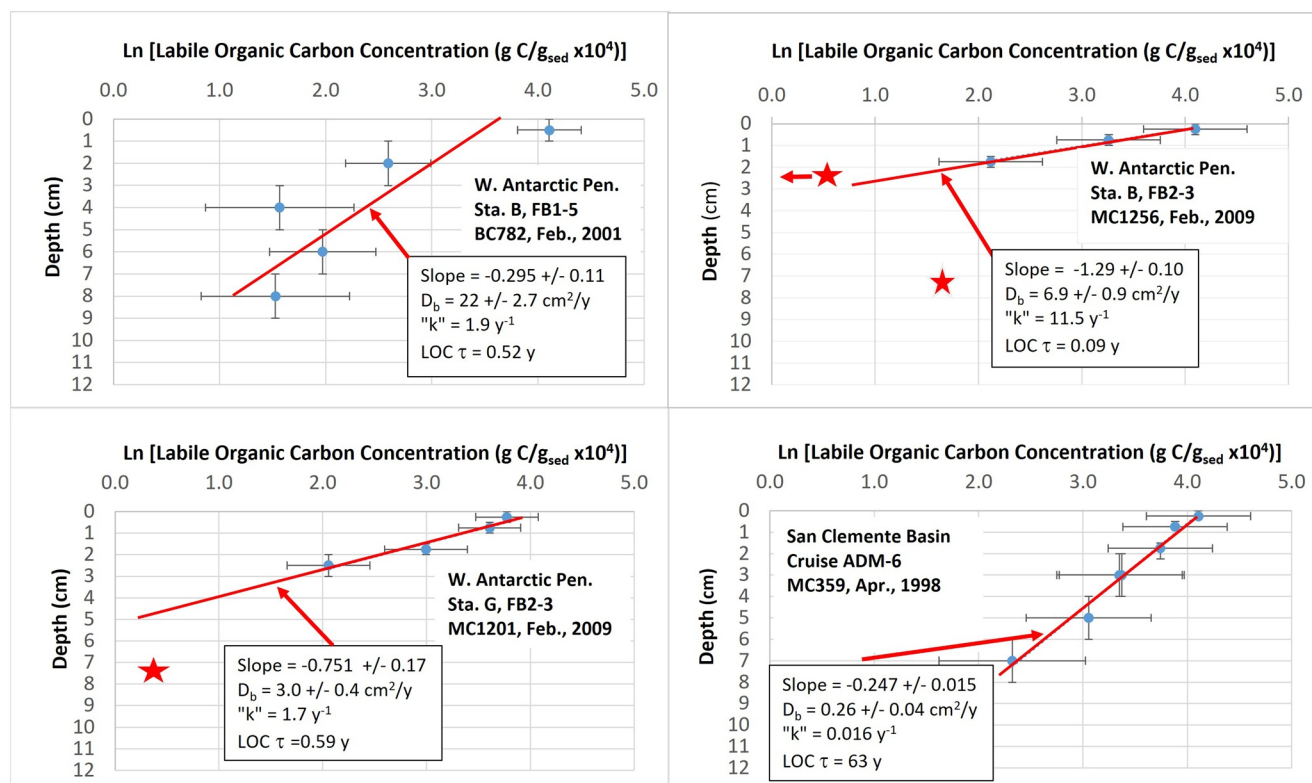 Ln [Labile Organic Carbon Concentration (g C/gsed x10⁴)]
0.0 1.0 2.0 3.0 4.0 5.0
Depth (cm)
0
1
2
3
4
5
6
7
8
9
10
11
12
W. Antarctic Pen.
Sta. B, FB1-5
BC782, Feb., 2001
Slope = -0.295 +/- 0.11
Db = 22 +/- 2.7 cm²/y
"k" = 1.9 y⁻¹
LOC τ = 0.52 y
Ln [Labile Organic Carbon Concentration (g C/gsed x10⁴)]
0.0 1.0 2.0 3.0 4.0 5.0
Depth (cm)
0
1
2
3
4
5
6
7
8
9
10
11
12
W. Antarctic Pen.
Sta. B, FB2-3
MC1256, Feb., 2009
Slope = -1.29 +/- 0.10
Db = 6.9 +/- 0.9 cm²/y
"k" = 11.5 y⁻¹
LOC τ = 0.09 y
Ln [Labile Organic Carbon Concentration (g C/gsed x10⁴)]
0.0 1.0 2.0 3.0 4.0 5.0
Depth (cm)
0
1
2
3
4
5
6
7
8
9
10
11
12
W. Antarctic Pen.
Sta. G, FB2-3
MC1201, Feb., 2009
Slope = -0.751 +/- 0.17
Db = 3.0 +/- 0.4 cm²/y
"k" = 1.7 y⁻¹
LOC τ =0.59 y
Ln [Labile Organic Carbon Concentration (g C/gsed x10⁴)]
0.0 1.0 2.0 3.0 4.0 5.0
Depth (cm)
0
1
2
3
4
5
6
7
8
9
10
11
12
San Clemente Basin
Cruise ADM-6
MC359, Apr., 1998
Slope = -0.247 +/- 0.015
Db = 0.26 +/- 0.04 cm²/y
"k" = 0.016 y⁻¹
LOC τ = 63 y